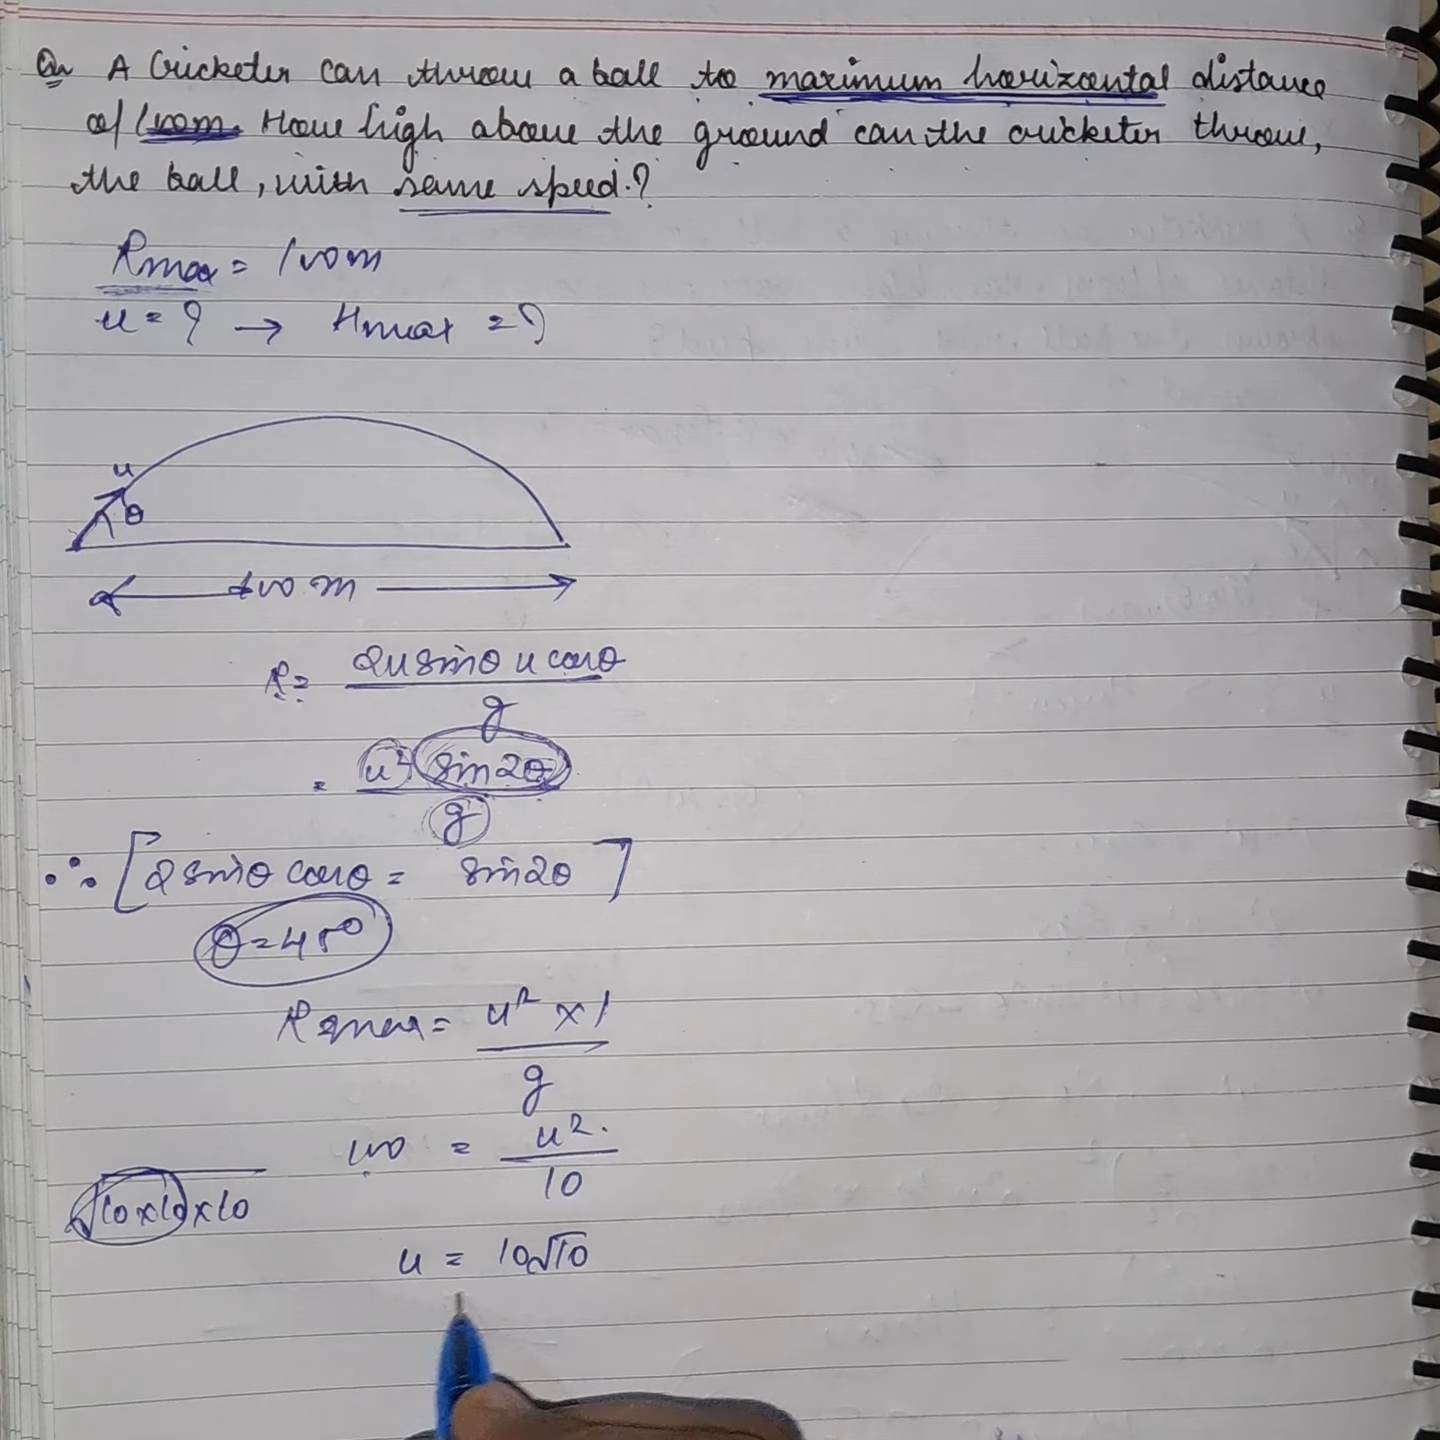 Qn A Cricketer can throw a ball to maximum horizontal distance
of 100m. How high above the ground can the cricketer throw,
the ball, with same speed.?
Rmax = 100m
u = ? → Hmax = ?
u
θ
100 m
R = 2u sinθ u cosθ / g
= u² sin2θ / g
∴ [2 sinθ cosθ = sin2θ]
θ = 45°
Rmax = u² × 1 / g
100 = u² / 10
√10×10×10
u = 10√10